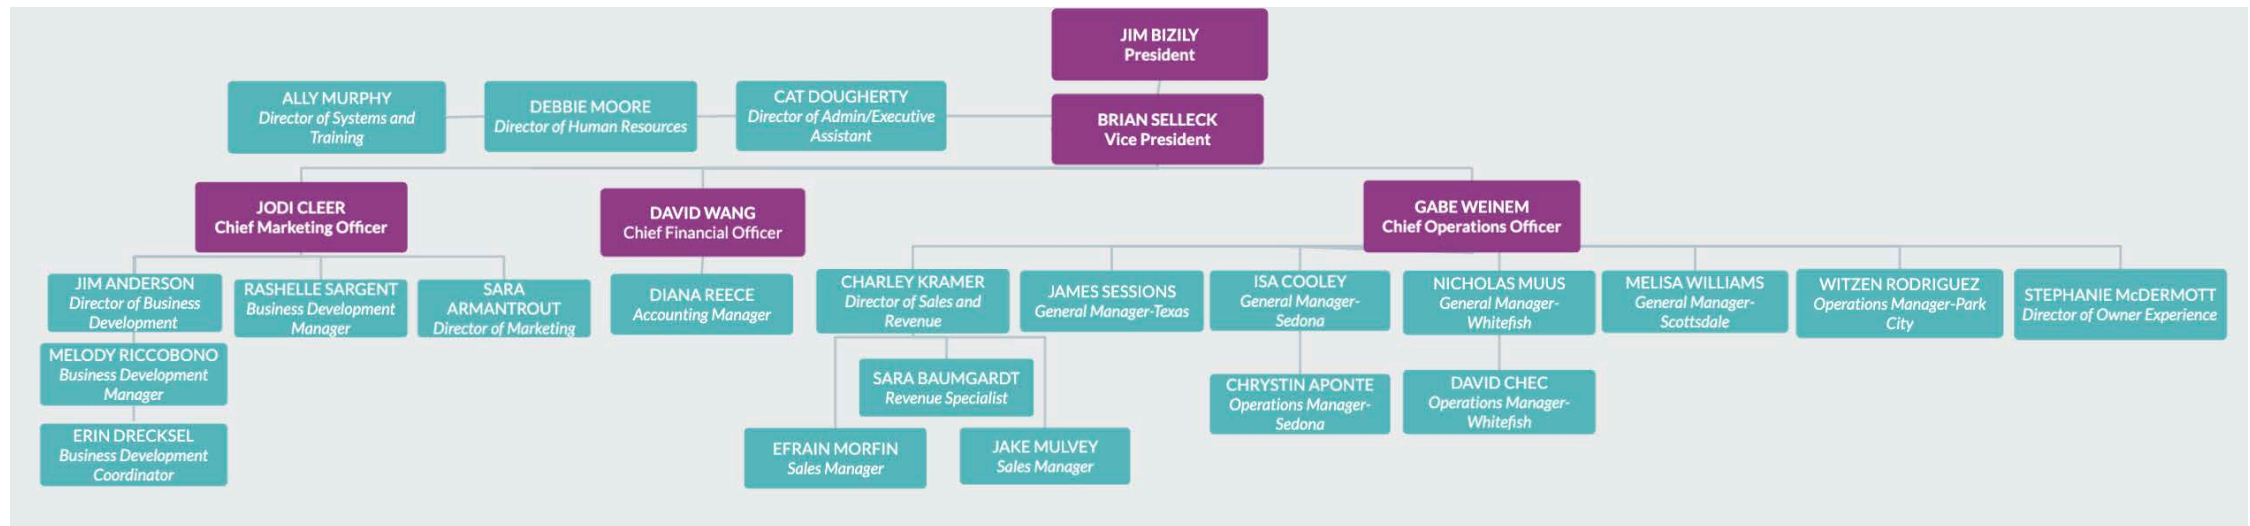 JIM BIZILY
President
ALLY MURPHY
Director of Systems and
Training
DEBBIE MOORE
Director of Human Resources
CAT DOUGHERTY
Director of Admin/Executive
Assistant
BRIAN SELLECK
Vice President
JODI CLEER
Chief Marketing Officer
DAVID WANG
Chief Financial Officer
GABE WEINEM
Chief Operations Officer
JIM ANDERSON
Director of Business
Development
RASHELLE SARGENT
Business Development
Manager
SARA
ARMANTROUT
Director of Marketing
DIANA REECE
Accounting Manager
CHARLEY KRAMER
Director of Sales and
Revenue
JAMES SESSIONS
General Manager-Texas
ISA COOLEY
General Manager-
Sedona
NICHOLAS MUUS
General Manager-
Whitefish
MELISA WILLIAMS
General Manager-
Scottsdale
WITZEN RODRIGUEZ
Operations Manager-Park
City
STEPHANIE McDERMOTT
Director of Owner Experience
MELODY RICCOBONO
Business Development
Manager
SARA BAUMGARDT
Revenue Specialist
CHRYSTIN APONTE
Operations Manager-
Sedona
DAVID CHEC
Operations Manager-
Whitefish
ERIN DRECKSEL
Business Development
Coordinator
EFRAIN MORFIN
Sales Manager
JAKE MULVEY
Sales Manager